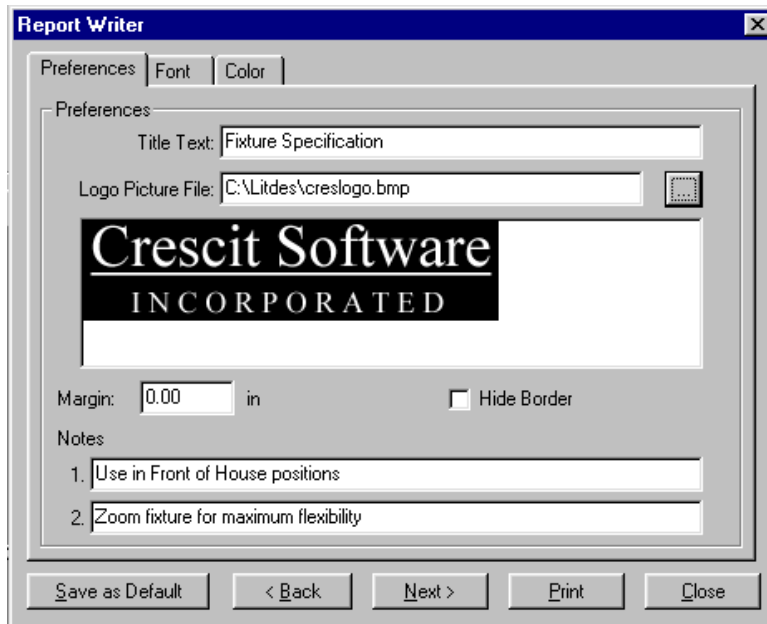 Report Writer
Preferences Font Color
Preferences
Title Text: Fixture Specification
Logo Picture File: C:\Litdes\creslogo.bmp ...
Crescit Software
INCORPORATED
Margin: 0.00 in Hide Border
Notes
1. Use in Front of House positions
2. Zoom fixture for maximum flexibility
Save as Default < Back Next > Print Close